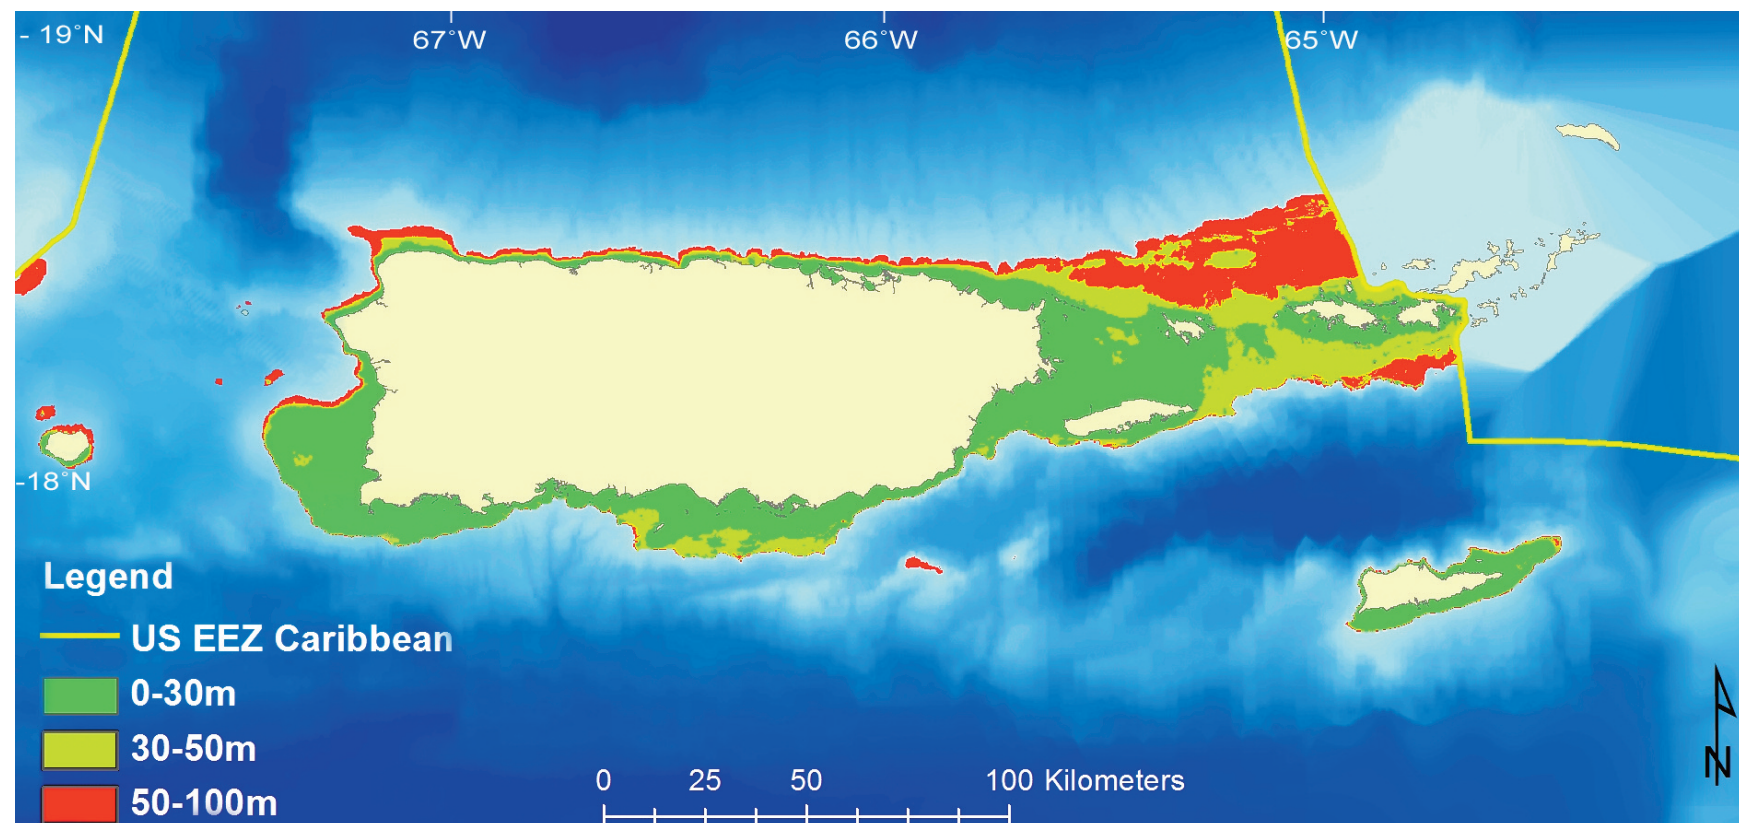 - 19°N
67°W
66°W
65°W
-18°N
Legend
US EEZ Caribbean
0-30m
30-50m
50-100m
0 25 50 100 Kilometers
N